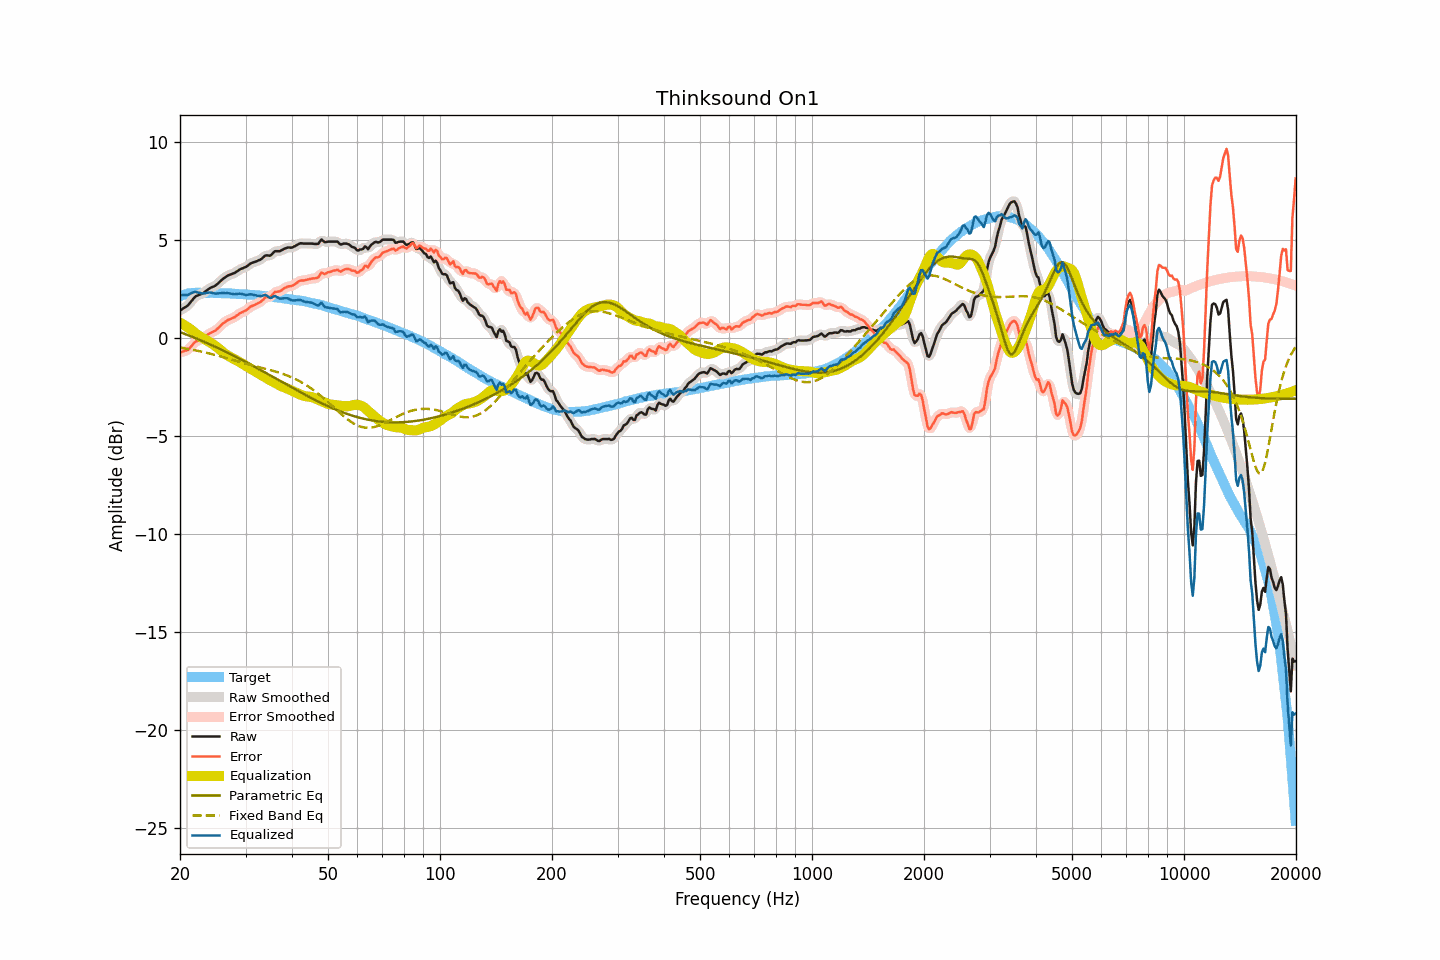 Thinksound On1
10
5
0
−5
−10
−15
−20
−25
Amplitude (dBr)
Target
Raw Smoothed
Error Smoothed
Raw
Error
Equalization
Parametric Eq
Fixed Band Eq
Equalized
20 50 100 200 500 1000 2000 5000 10000 20000
Frequency (Hz)